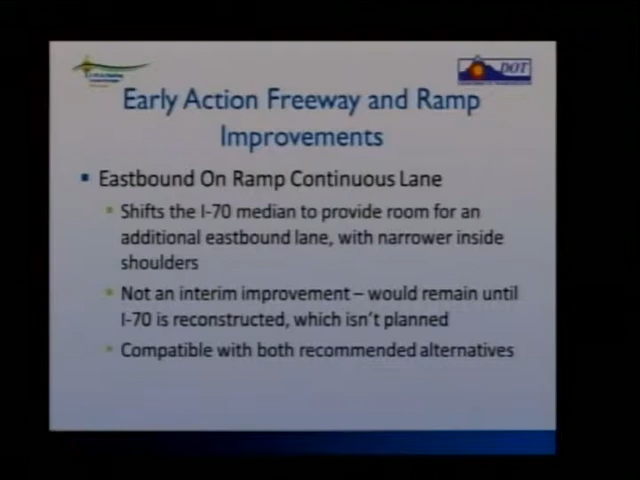 DOT
Early Action Freeway and Ramp
Improvements
Eastbound On Ramp Continuous Lane
Shifts the I-70 median to provide room for an
additional eastbound lane, with narrower inside
shoulders
Not an interim improvement – would remain until
I-70 is reconstructed, which isn't planned
Compatible with both recommended alternatives